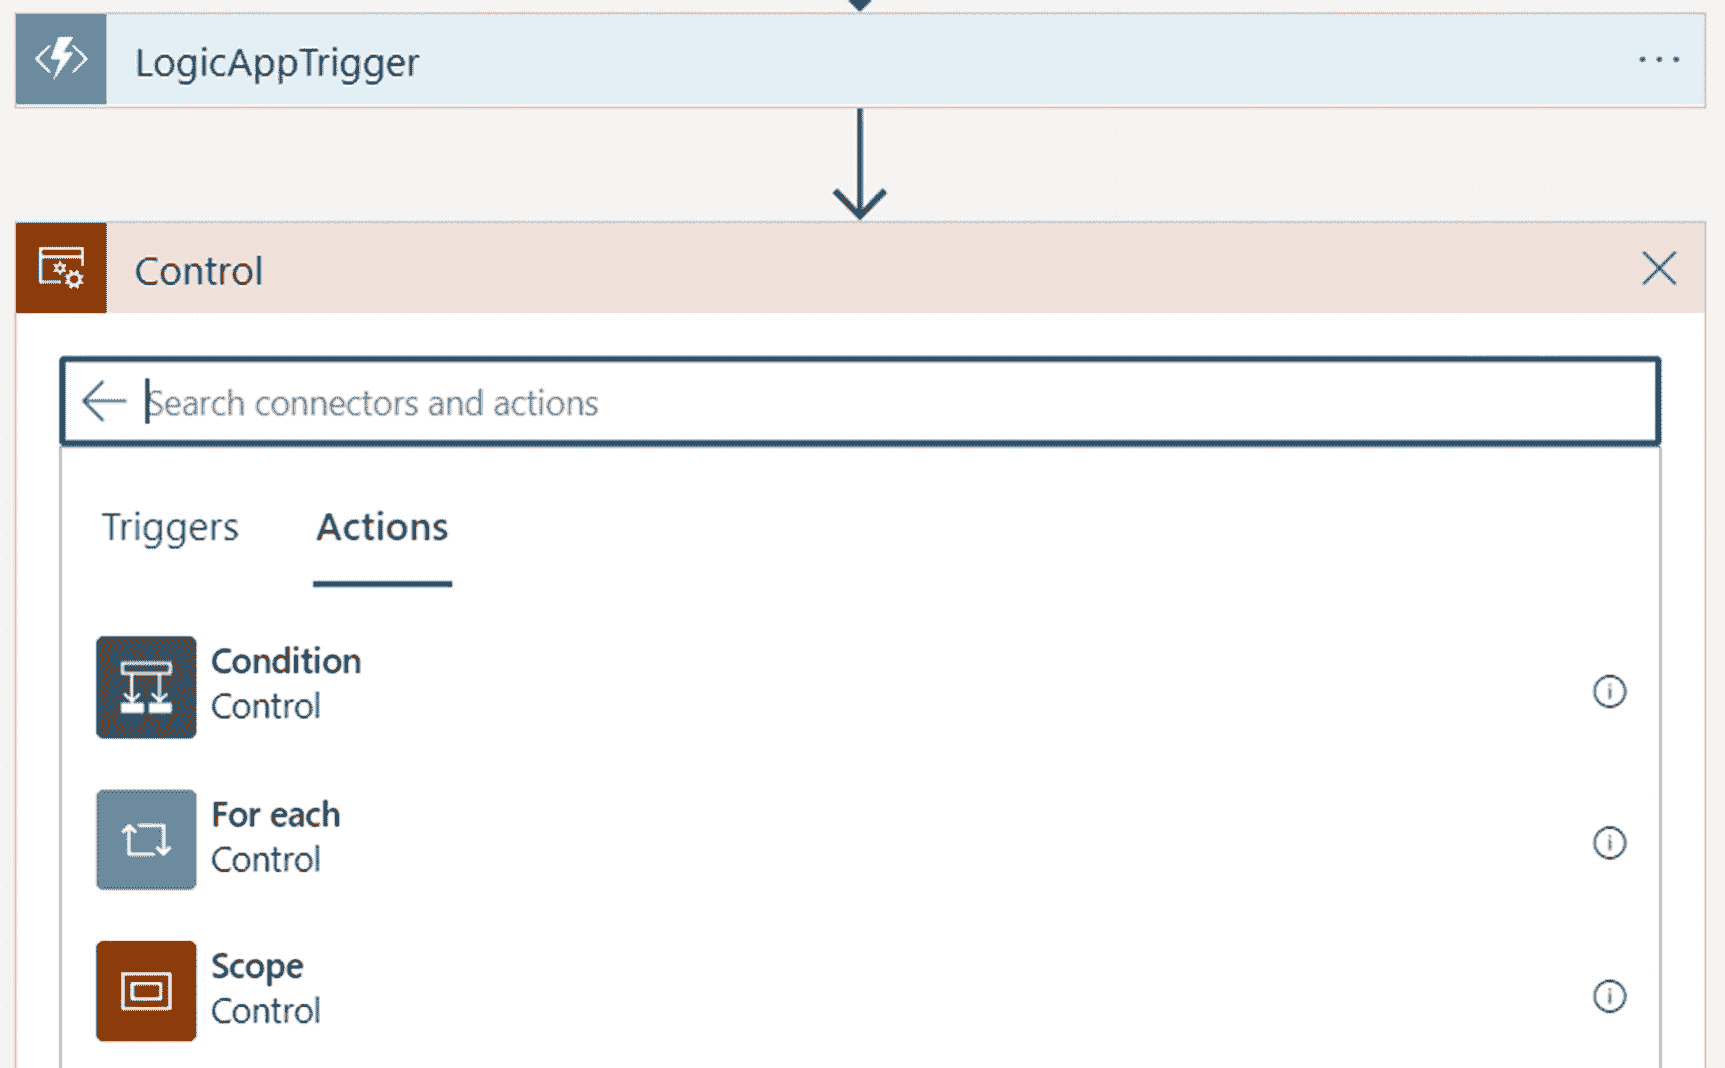 LogicAppTrigger
Control
Search connectors and actions
Triggers Actions
Condition
Control
For each
Control
Scope
Control